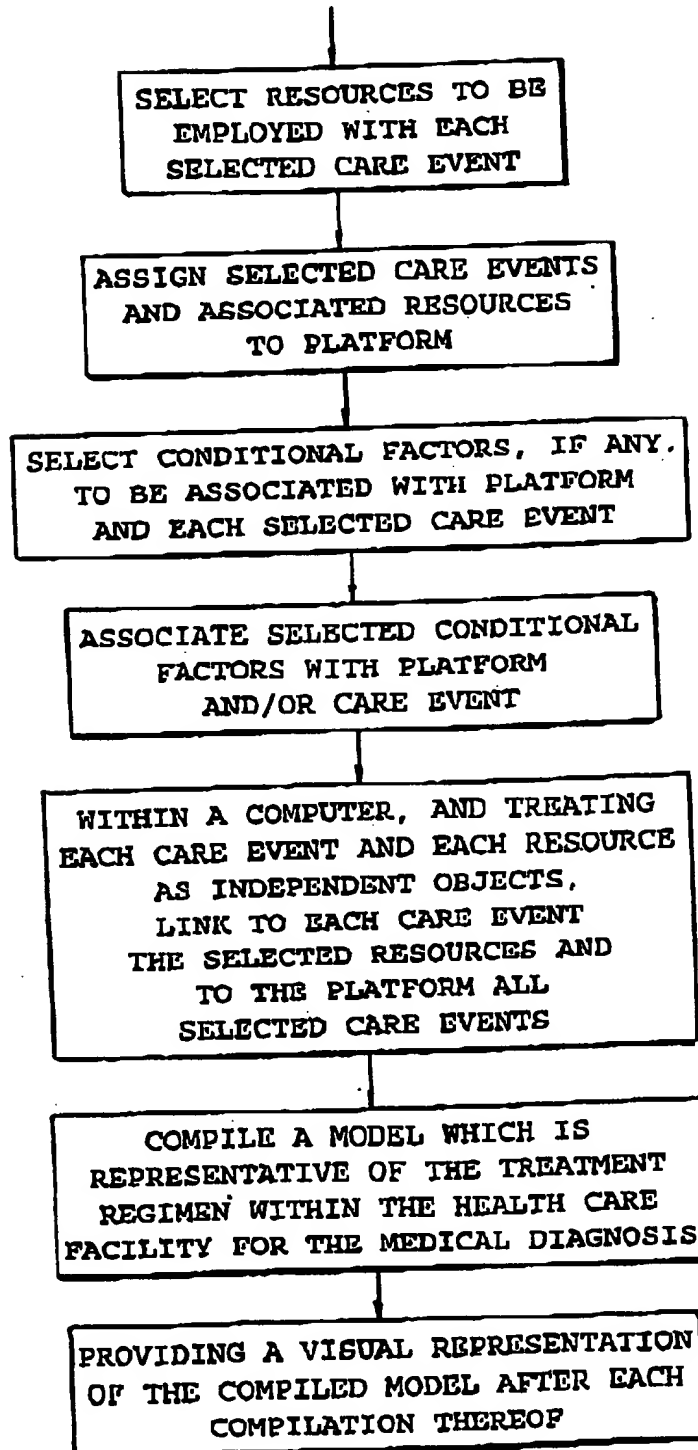 SELECT RESOURCES TO BE
EMPLOYED WITH EACH
SELECTED CARE EVENT
ASSIGN SELECTED CARE EVENTS
AND ASSOCIATED RESOURCES
TO PLATFORM
SELECT CONDITIONAL FACTORS, IF ANY.
TO BE ASSOCIATED WITH PLATFORM
AND EACH SELECTED CARE EVENT
ASSOCIATE SELECTED CONDITIONAL
FACTORS WITH PLATFORM
AND/OR CARE EVENT
WITHIN A COMPUTER, AND TREATING
EACH CARE EVENT AND EACH RESOURCE
AS INDEPENDENT OBJECTS,
LINK TO EACH CARE EVENT
THE SELECTED RESOURCES AND
TO THE PLATFORM ALL
SELECTED CARE EVENTS
COMPILE A MODEL WHICH IS
REPRESENTATIVE OF THE TREATMENT
REGIMEN WITHIN THE HEALTH CARE
FACILITY FOR THE MEDICAL DIAGNOSIS
PROVIDING A VISUAL REPRESENTATION
OF THE COMPILED MODEL AFTER EACH
COMPILATION THEREOF